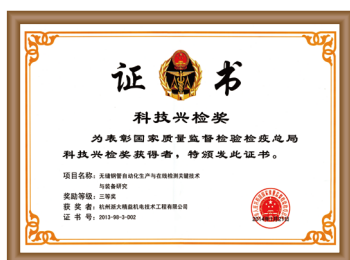 证 书
科技兴检奖
为表彰国家质量监督检验检疫总局
科技兴检奖获得者，特颁发此证书。
项目名称：无缝钢管自动化生产与在线检测关键技术
与装备研究
奖励等级：三等奖
获 奖 者：杭州浙大精益机电技术工程有限公司
证 书 号：2013-98-3-002